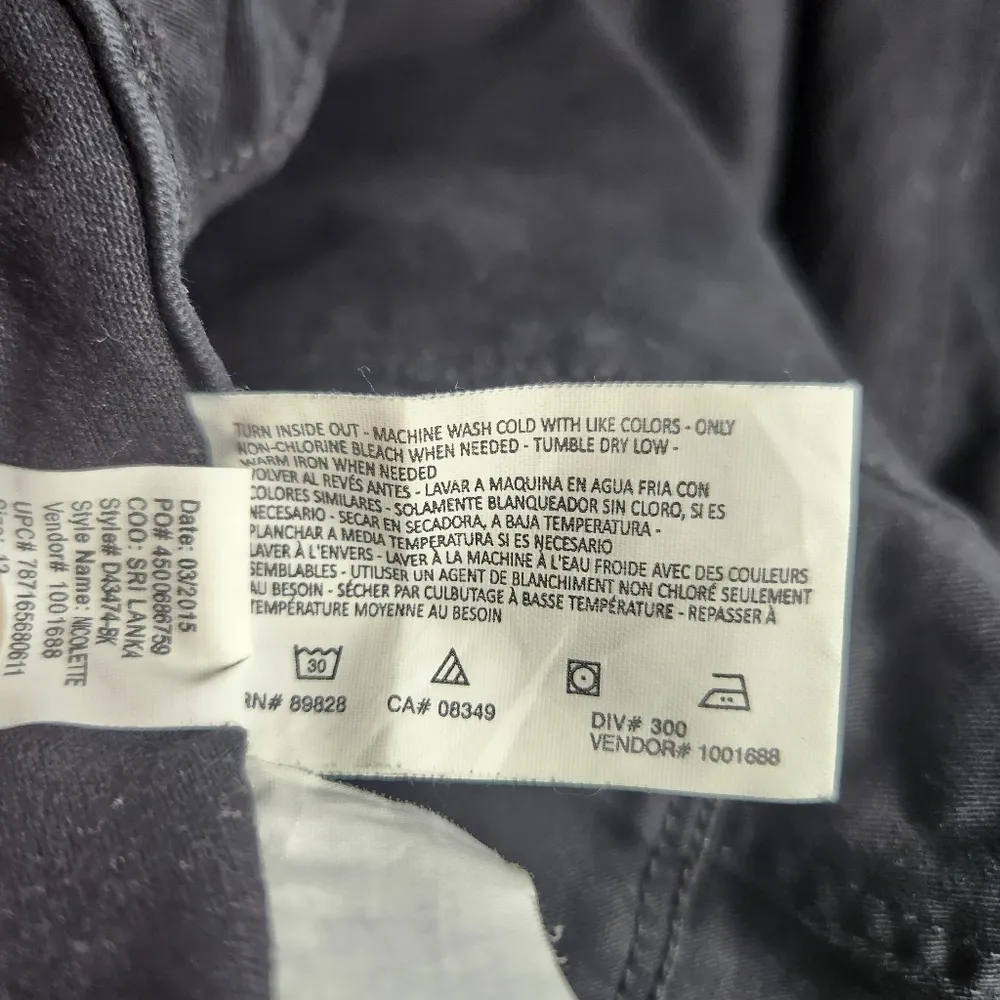 TURN INSIDE OUT - MACHINE WASH COLD WITH LIKE COLORS - ONLY
NON-CHLORINE BLEACH WHEN NEEDED - TUMBLE DRY LOW -
WARM IRON WHEN NEEDED
VOLVER AL REVÉS ANTES - LAVAR A MAQUINA EN AGUA FRIA CON
COLORES SIMILARES - SOLAMENTE BLANQUEADOR SIN CLORO, SI ES
NECESARIO - SECAR EN SECADORA, A BAJA TEMPERATURA -
PLANCHAR A MEDIA TEMPERATURA SI ES NECESARIO
LAVER À L'ENVERS - LAVER À LA MACHINE À L'EAU FROIDE AVEC DES COULEURS
SEMBLABLES - UTILISER UN AGENT DE BLANCHIMENT NON CHLORÉ SEULEMENT
AU BESOIN - SÉCHER PAR CULBUTAGE À BASSE TEMPÉRATURE - REPASSER À
TEMPÉRATURE MOYENNE AU BESOIN
30
RN# 89828
CA# 08349
DIV# 300
VENDOR# 1001688
Date: 03/2015
PO# 4500886759
COO: SRI LANKA
Style# D43474-BK
Style Name: NICOLETTE
Vendor# 1001688
UPC# 787165680611